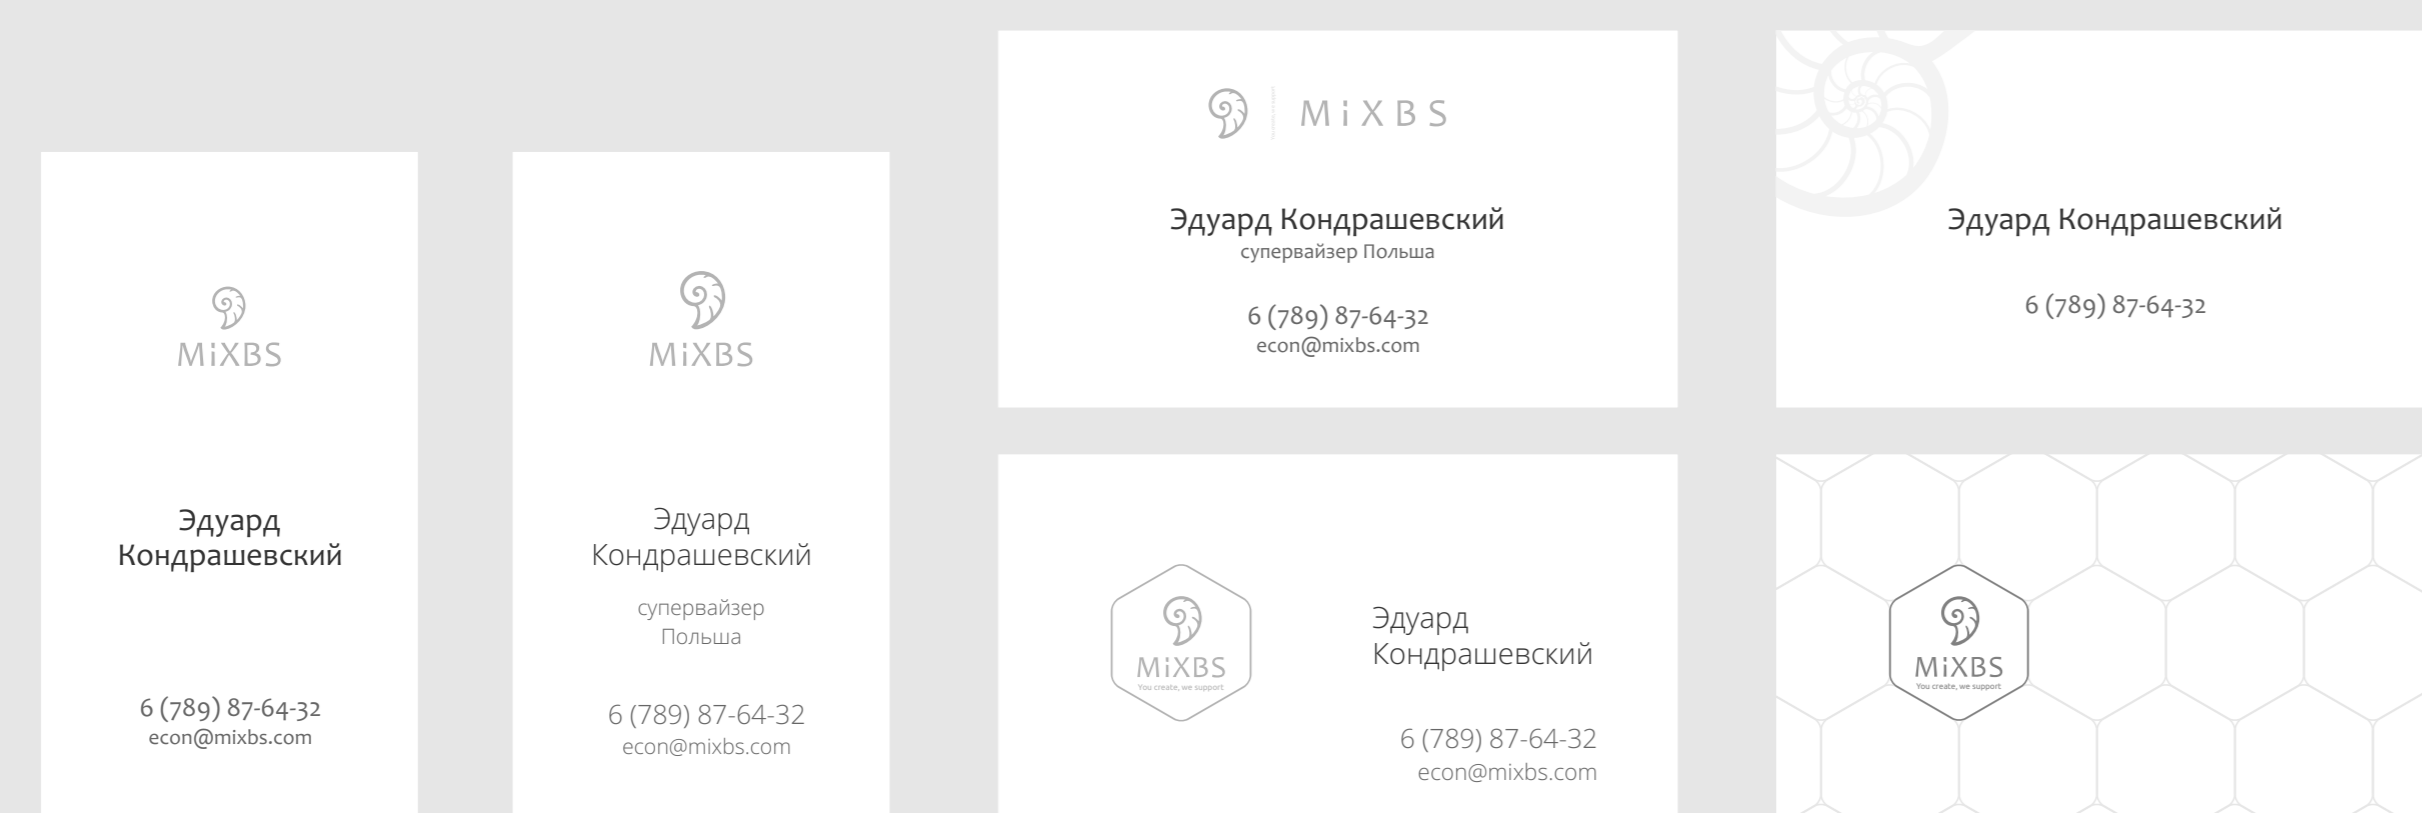 MiXBS
Эдуард
Кондрашевский
6 (789) 87-64-32
econ@mixbs.com
MiXBS
Эдуард
Кондрашевский
супервайзер
Польша
6 (789) 87-64-32
econ@mixbs.com
MiXBS
Эдуард Кондрашевский
супервайзер Польша
6 (789) 87-64-32
econ@mixbs.com
MiXBS
You create, we support
Эдуард
Кондрашевский
6 (789) 87-64-32
econ@mixbs.com
Эдуард Кондрашевский
6 (789) 87-64-32
MiXBS
You create, we support